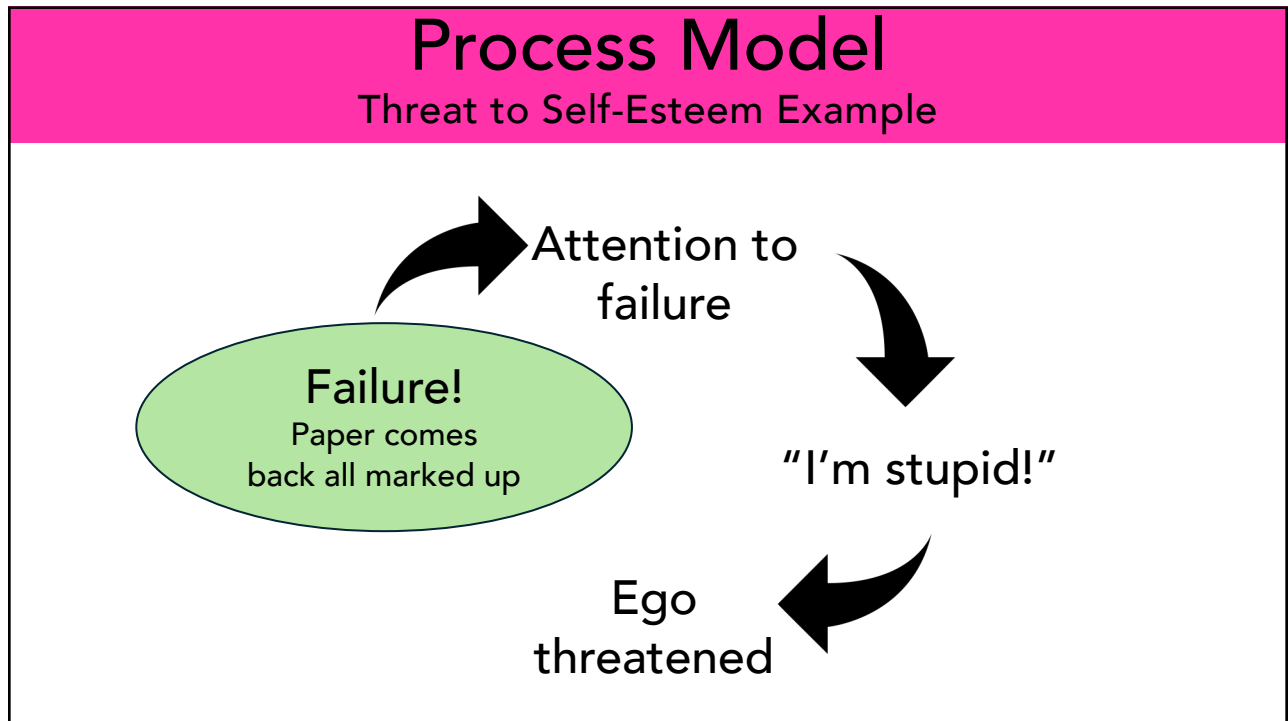 Process Model
Threat to Self-Esteem Example
Attention to
failure
Failure!
Paper comes
back all marked up
“I’m stupid!”
Ego
threatened